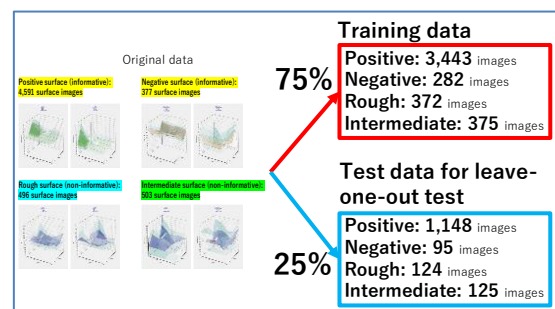 Original data
Positive surface (informative):
4,591 surface images
Negative surface (informative):
377 surface images
Rough surface (non-informative):
496 surface images
Intermediate surface (non-informative):
503 surface images
75%
25%
Training data
Positive: 3,443 images
Negative: 282 images
Rough: 372 images
Intermediate: 375 images
Test data for leave-
one-out test
Positive: 1,148 images
Negative: 95 images
Rough: 124 images
Intermediate: 125 images